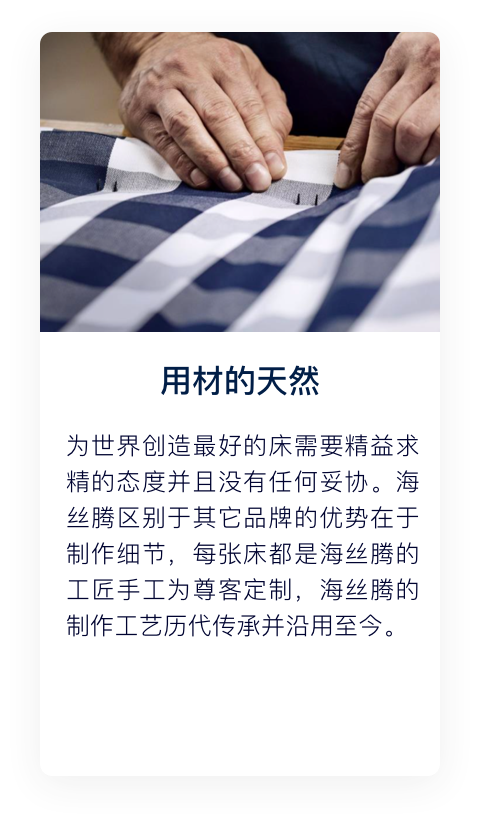 用材的天然
为世界创造最好的床需要精益求
精的态度并且没有任何妥协。海
丝腾区别于其它品牌的优势在于
制作细节，每张床都是海丝腾的
工匠手工为尊客定制，海丝腾的
制作工艺历代传承并沿用至今。